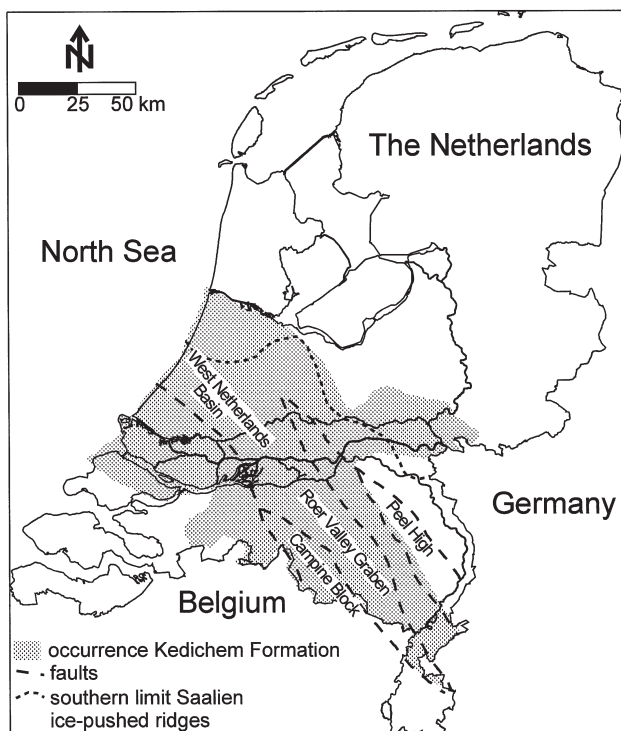 N
0 25 50 km
The Netherlands
North Sea
West Netherlands
Basin
Roer Valley Graben
Peel High
Campine Block
Germany
Belgium
occurrence Kedichem Formation
faults
southern limit Saalien
ice-pushed ridges